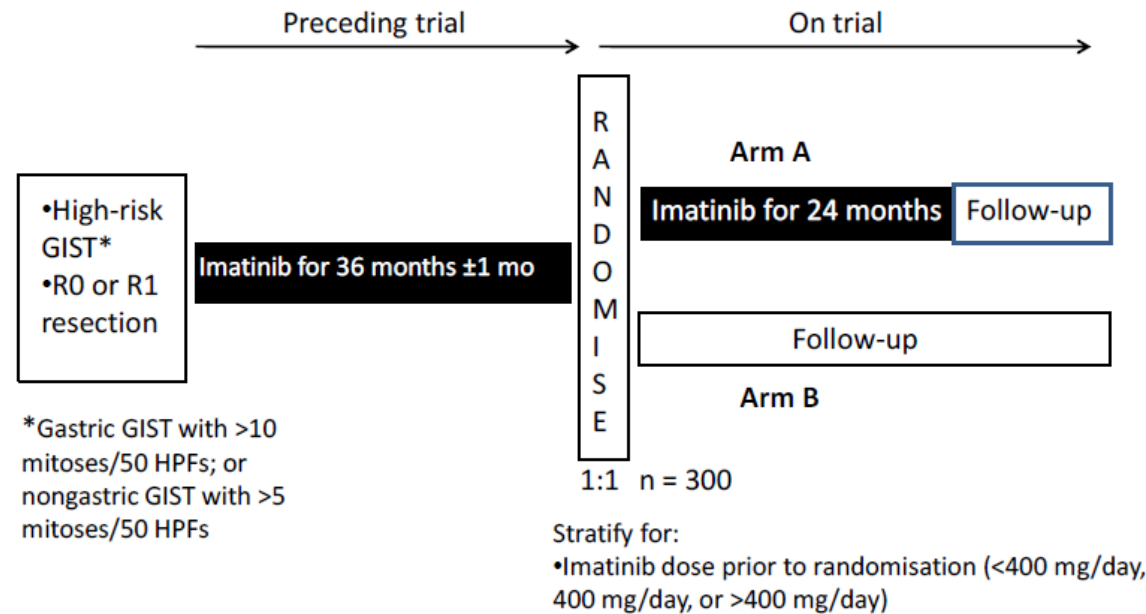 Preceding trial
On trial
•High-risk
GIST*
•R0 or R1
resection
Imatinib for 36 months ±1 mo
R
A
N
D
O
M
I
S
E
Arm A
Imatinib for 24 months
Follow-up
Follow-up
Arm B
*Gastric GIST with >10
mitoses/50 HPFs; or
nongastric GIST with >5
mitoses/50 HPFs
1:1 n = 300
Stratify for:
•Imatinib dose prior to randomisation (<400 mg/day,
400 mg/day, or >400 mg/day)